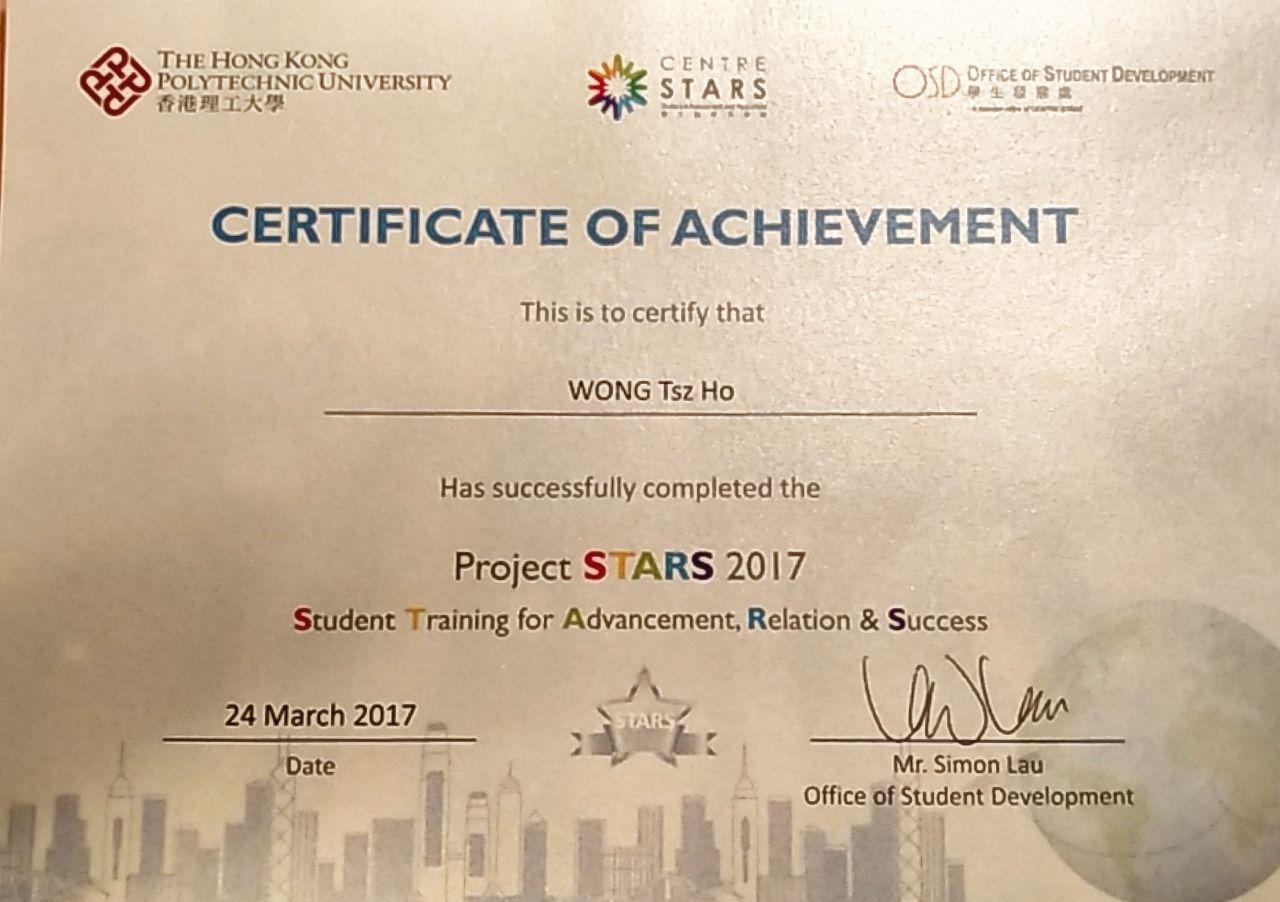 THE HONG KONG
POLYTECHNIC UNIVERSITY
香港理工大學
CENTRE
STARS
OSD OFFICE OF STUDENT DEVELOPMENT
學生發展處
CERTIFICATE OF ACHIEVEMENT
This is to certify that
WONG Tsz Ho
Has successfully completed the
Project STARS 2017
Student Training for Advancement, Relation & Success
STARS
24 March 2017
Date
Mr. Simon Lau
Office of Student Development